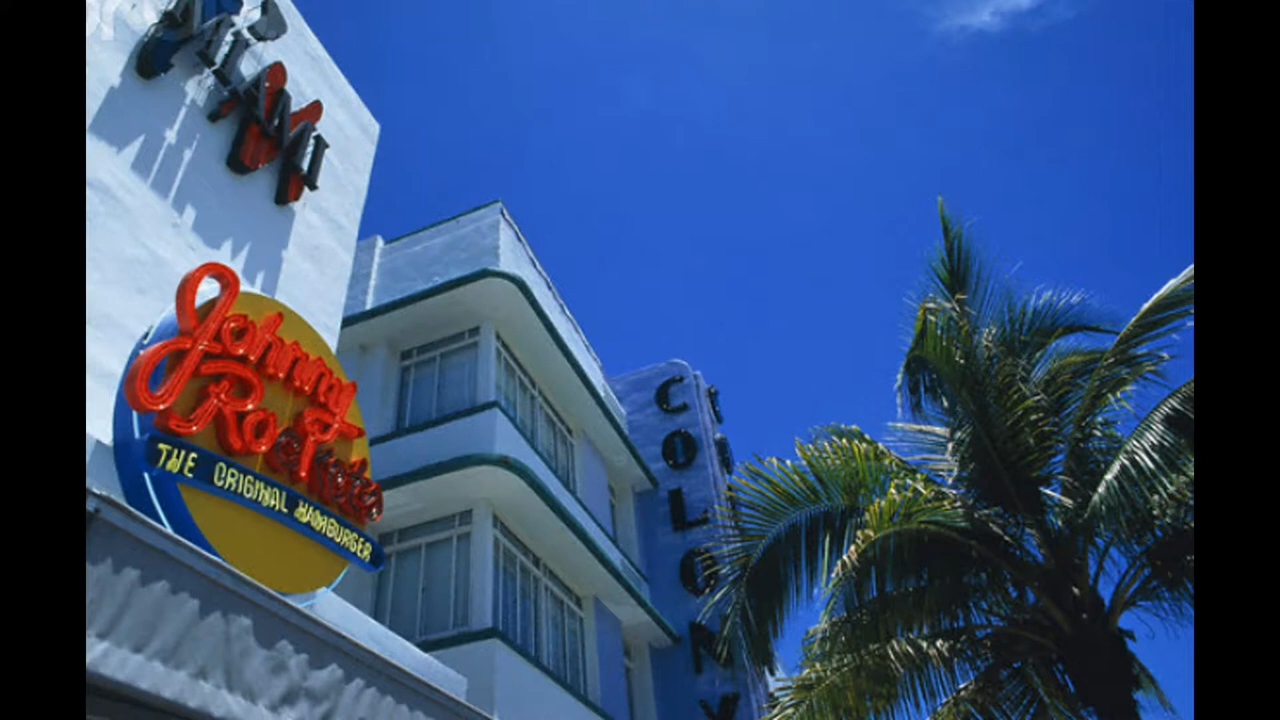 MIAMI
Johnny
Rockets
THE ORIGINAL HAMBURGER
COLONY